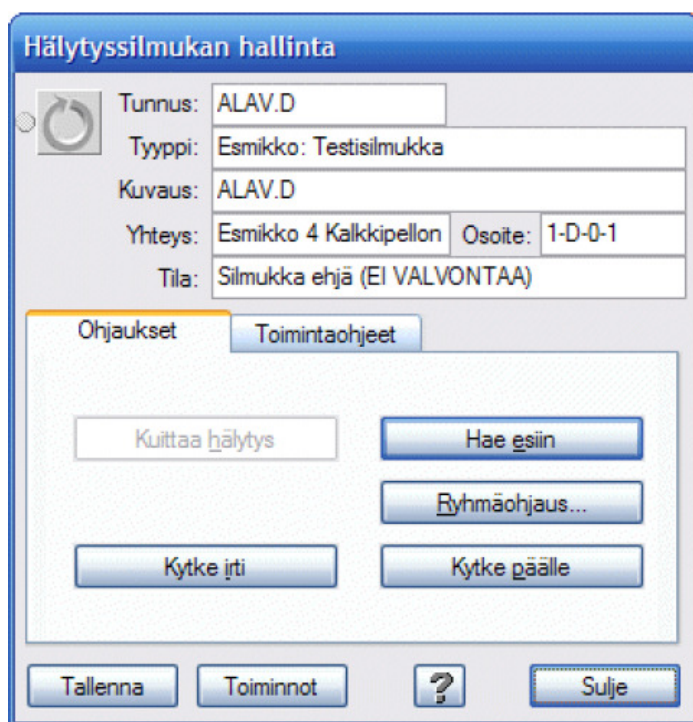 Hälytyssilmukan hallinta
Tunnus: ALAV.D
Tyyppi: Esmikko: Testisilmukka
Kuvaus: ALAV.D
Yhteys: Esmikko 4 Kalkkipellon Osoite: 1-D-0-1
Tila: Silmukka ehjä (EI VALVONTAA)
Ohjaukset Toimintaohjeet
Kuittaa hälytys Hae esiin
Ryhmäohjaus...
Kytke irti Kytke päälle
Tallenna Toiminnot ? Sulje